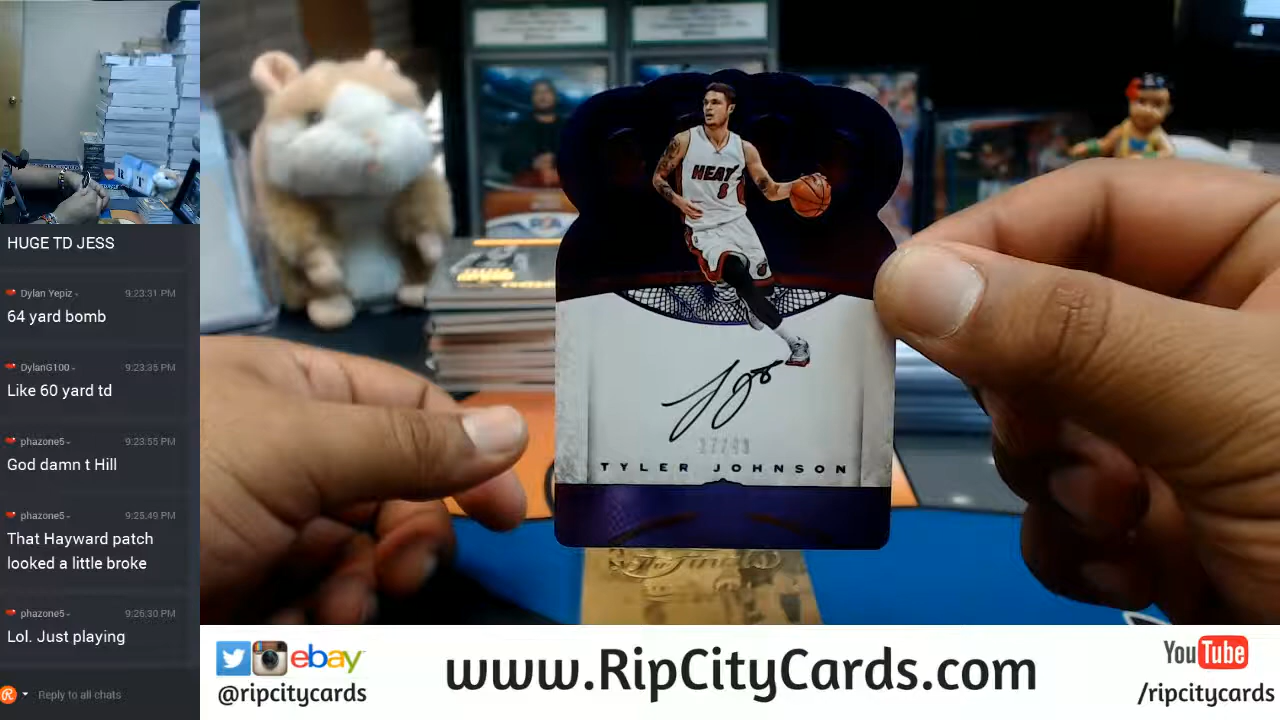 HUGE TD JESS
Dylan Yepiz - 9:23:31 PM
64 yard bomb
DylanG100 - 9:23:35 PM
Like 60 yard td
phazone5 - 9:23:55 PM
God damn t Hill
phazone5 - 9:25:49 PM
That Hayward patch
looked a little broke
phazone5 - 9:26:30 PM
Lol. Just playing
Reply to all chats
HEAT
8
TYLER JOHNSON
ebay
@ripcitycards
www.RipCityCards.com
YouTube
/ripcitycards